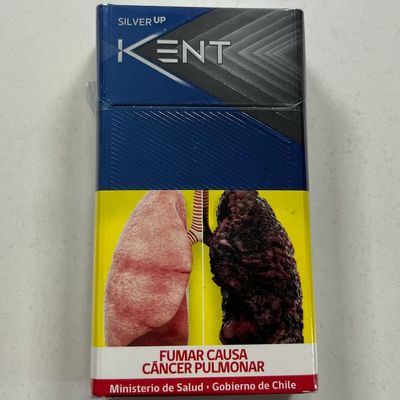 SILVER UP
KENT
FUMAR CAUSA
CÁNCER PULMONAR
Ministerio de Salud • Gobierno de Chile